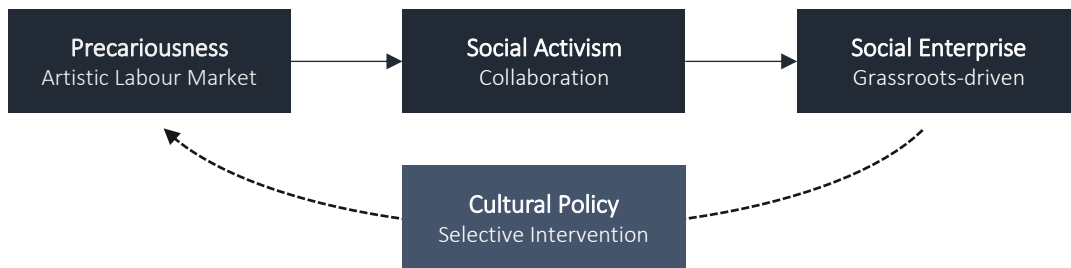 Precariousness
Artistic Labour Market
Social Activism
Collaboration
Social Enterprise
Grassroots-driven
Cultural Policy
Selective Intervention